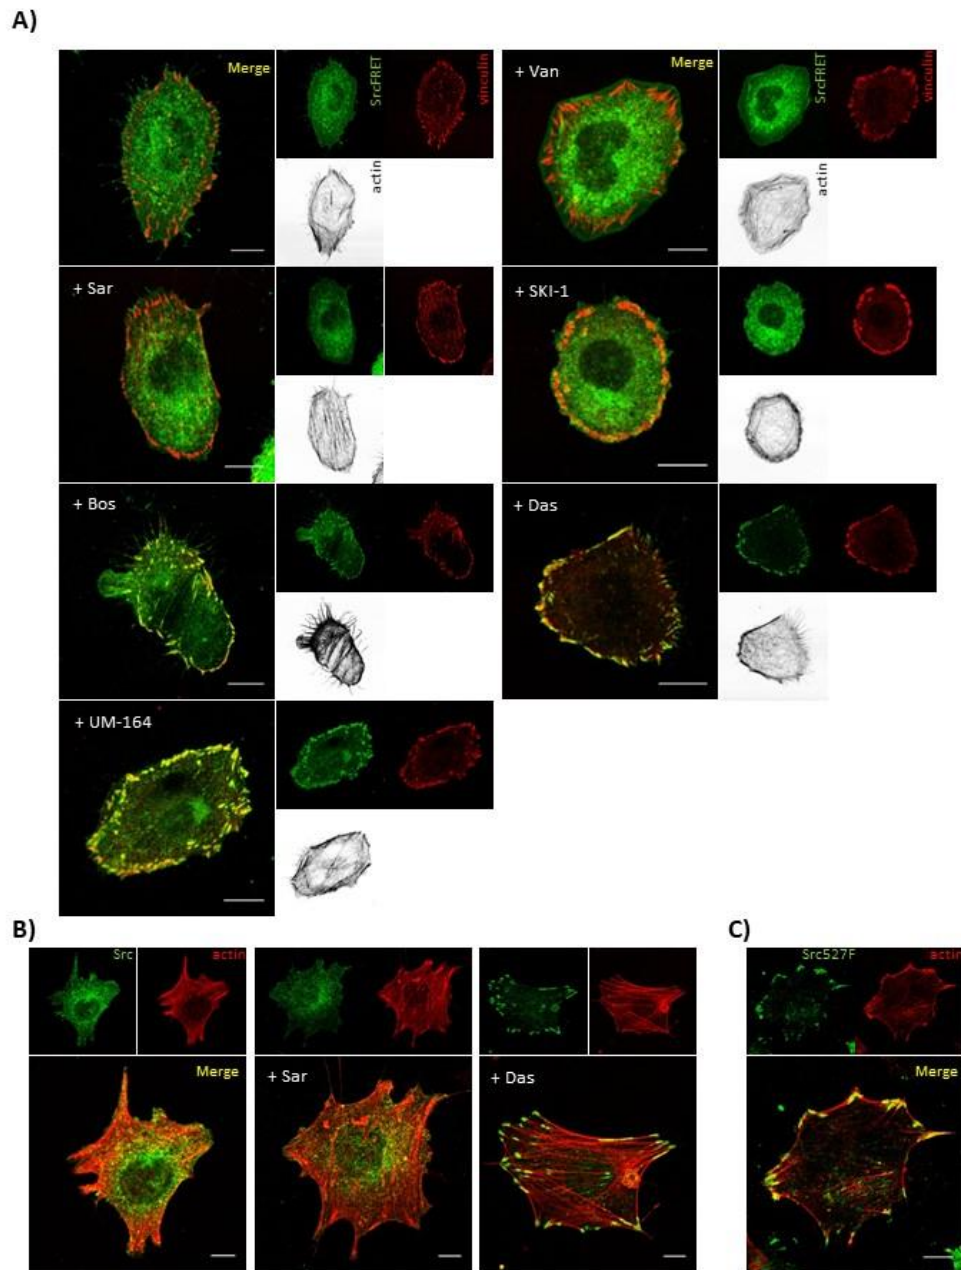 A)
Merge
SrcFRET
vinculin
actin
+ Van
Merge
SrcFRET
vinculin
actin
+ Sar
+ SKI-1
+ Bos
+ Das
+ UM-164
B)
C)
Src
actin
Src527F
actin
Merge
+ Sar
+ Das
Merge